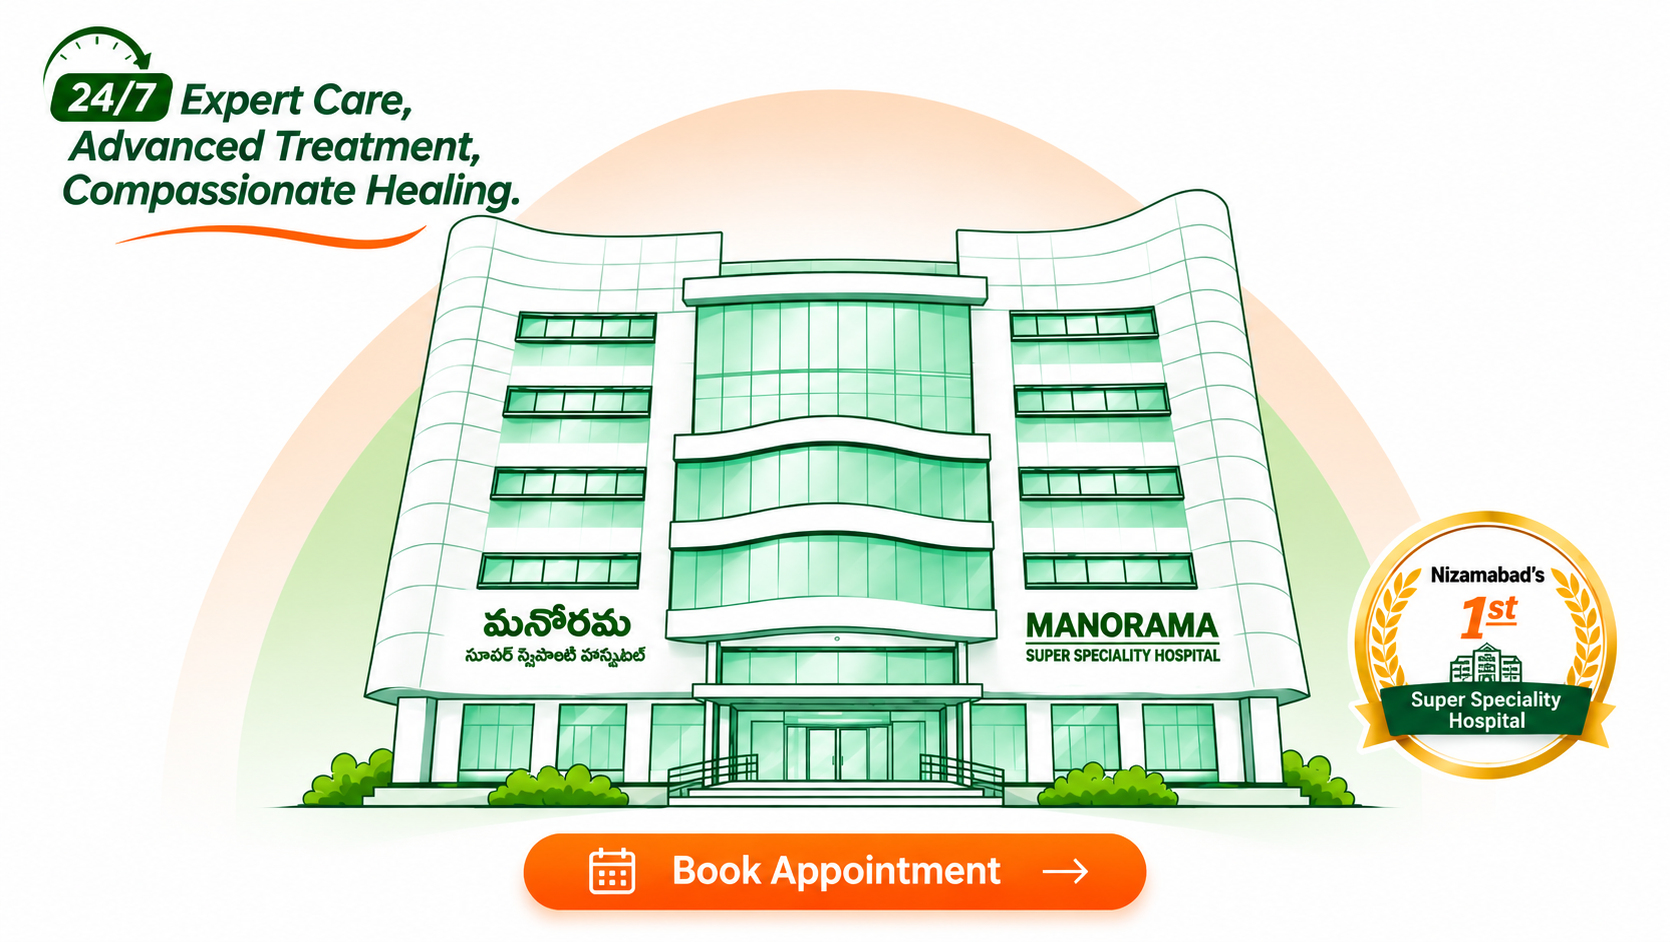 24/7 Expert Care,
Advanced Treatment,
Compassionate Healing.
మనోరమ
సూపర్
MANORAMA
SUPER SPECIALITY HOSPITAL
Nizamabad's
1st
Super Speciality
Hospital
Book Appointment